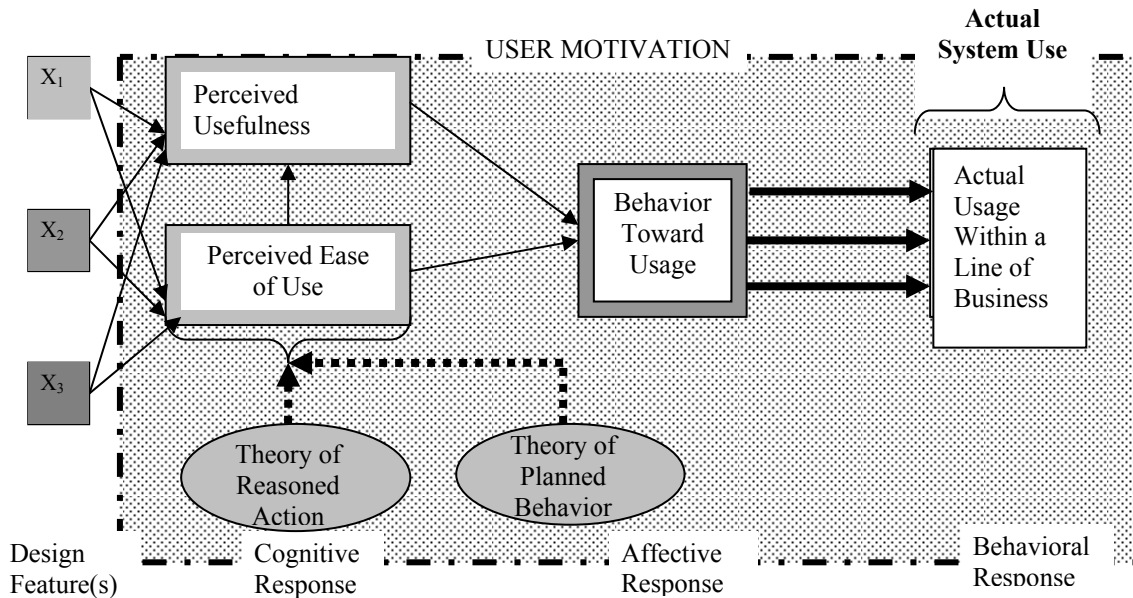 Actual
System Use
USER MOTIVATION
X₁
Perceived
Usefulness
X₂
Perceived Ease
of Use
Behavior
Toward
Usage
Actual
Usage
Within a
Line of
Business
X₃
Theory of
Reasoned
Action
Theory of
Planned
Behavior
Design
Feature(s)
Cognitive
Response
Affective
Response
Behavioral
Response